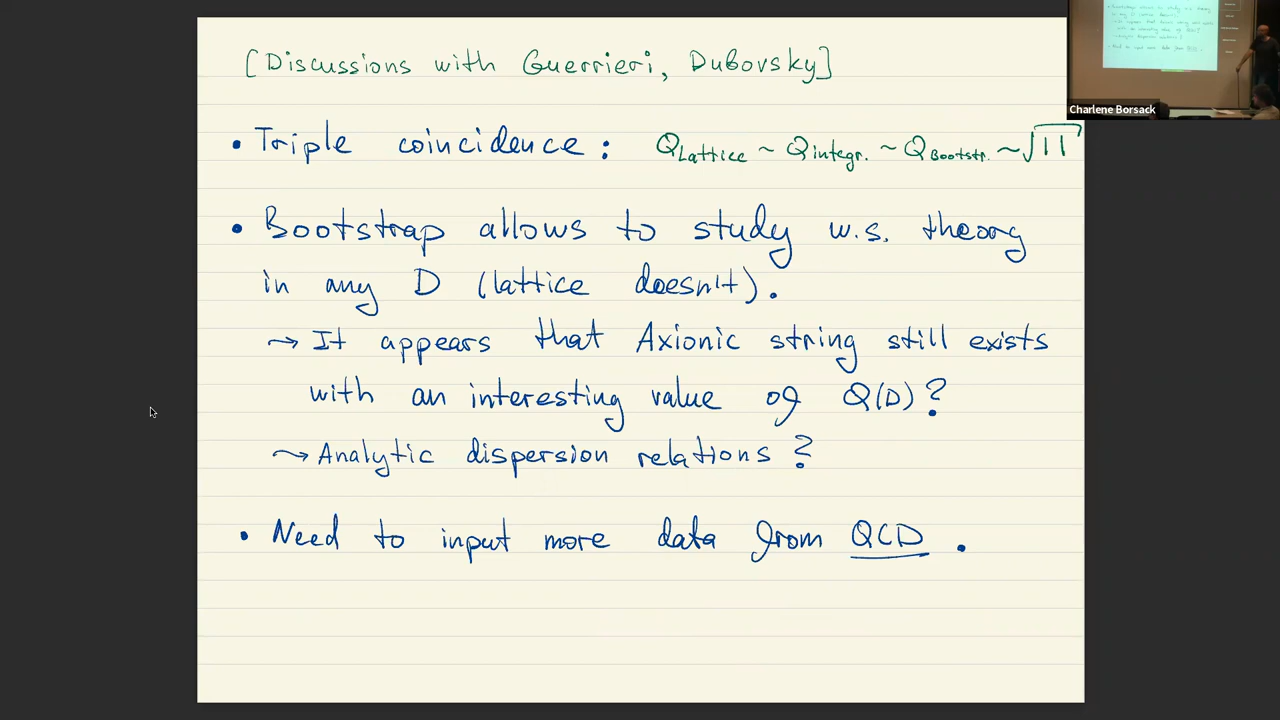 [Discussions with Guerrieri, Dubovsky]
• Triple coincidence: Q_Lattice ~ Q_integr. ~ Q_Bootstr. ~ √11
• Bootstrap allows to study w.s. theory
in any D (lattice doesn't).
→ It appears that Axionic string still exists
with an interesting value of Q(D)?
→ Analytic dispersion relations?
• Need to input more data from QCD.
Charlene Borsack